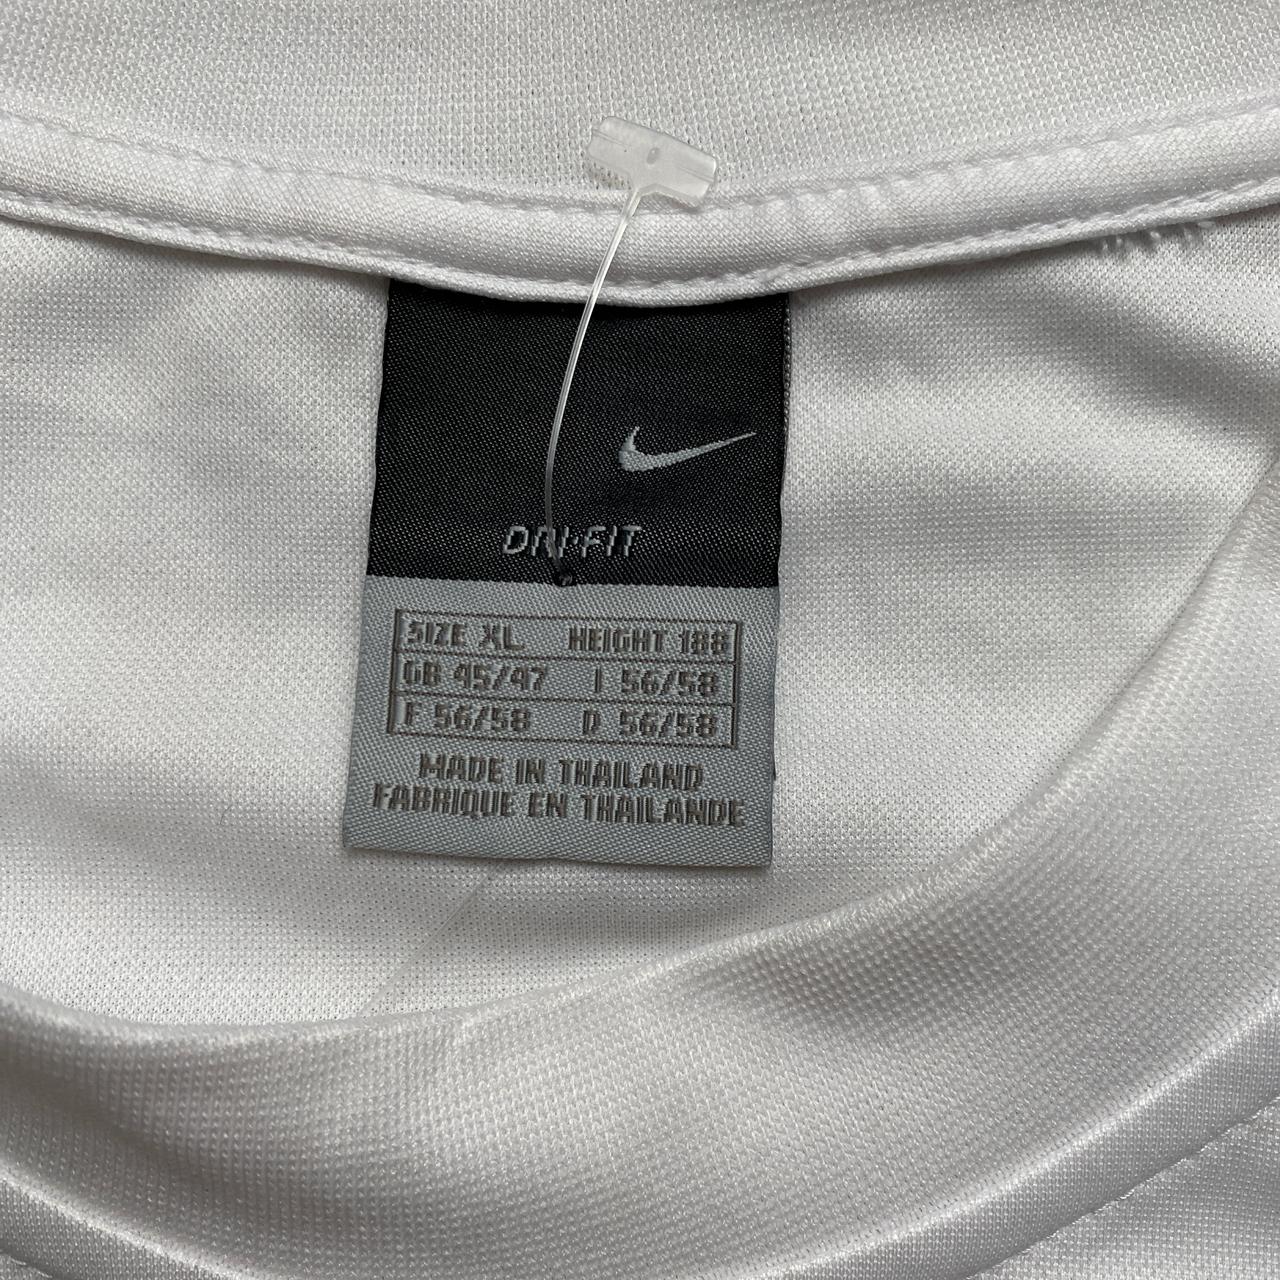 DRI-FIT
SIZE XL HEIGHT 188
GB 45/47 I 56/58
F 56/58 D 56/58
MADE IN THAILAND
FABRIQUE EN THAILANDE